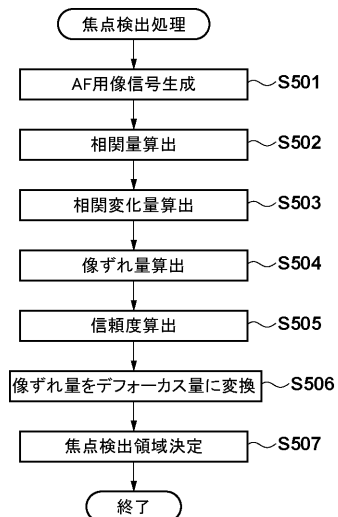 焦点検出処理
AF用像信号生成
S501
相関量算出
S502
相関変化量算出
S503
像ずれ量算出
S504
信頼度算出
S505
像ずれ量をデフォーカス量に変換
S506
焦点検出領域決定
S507
終了